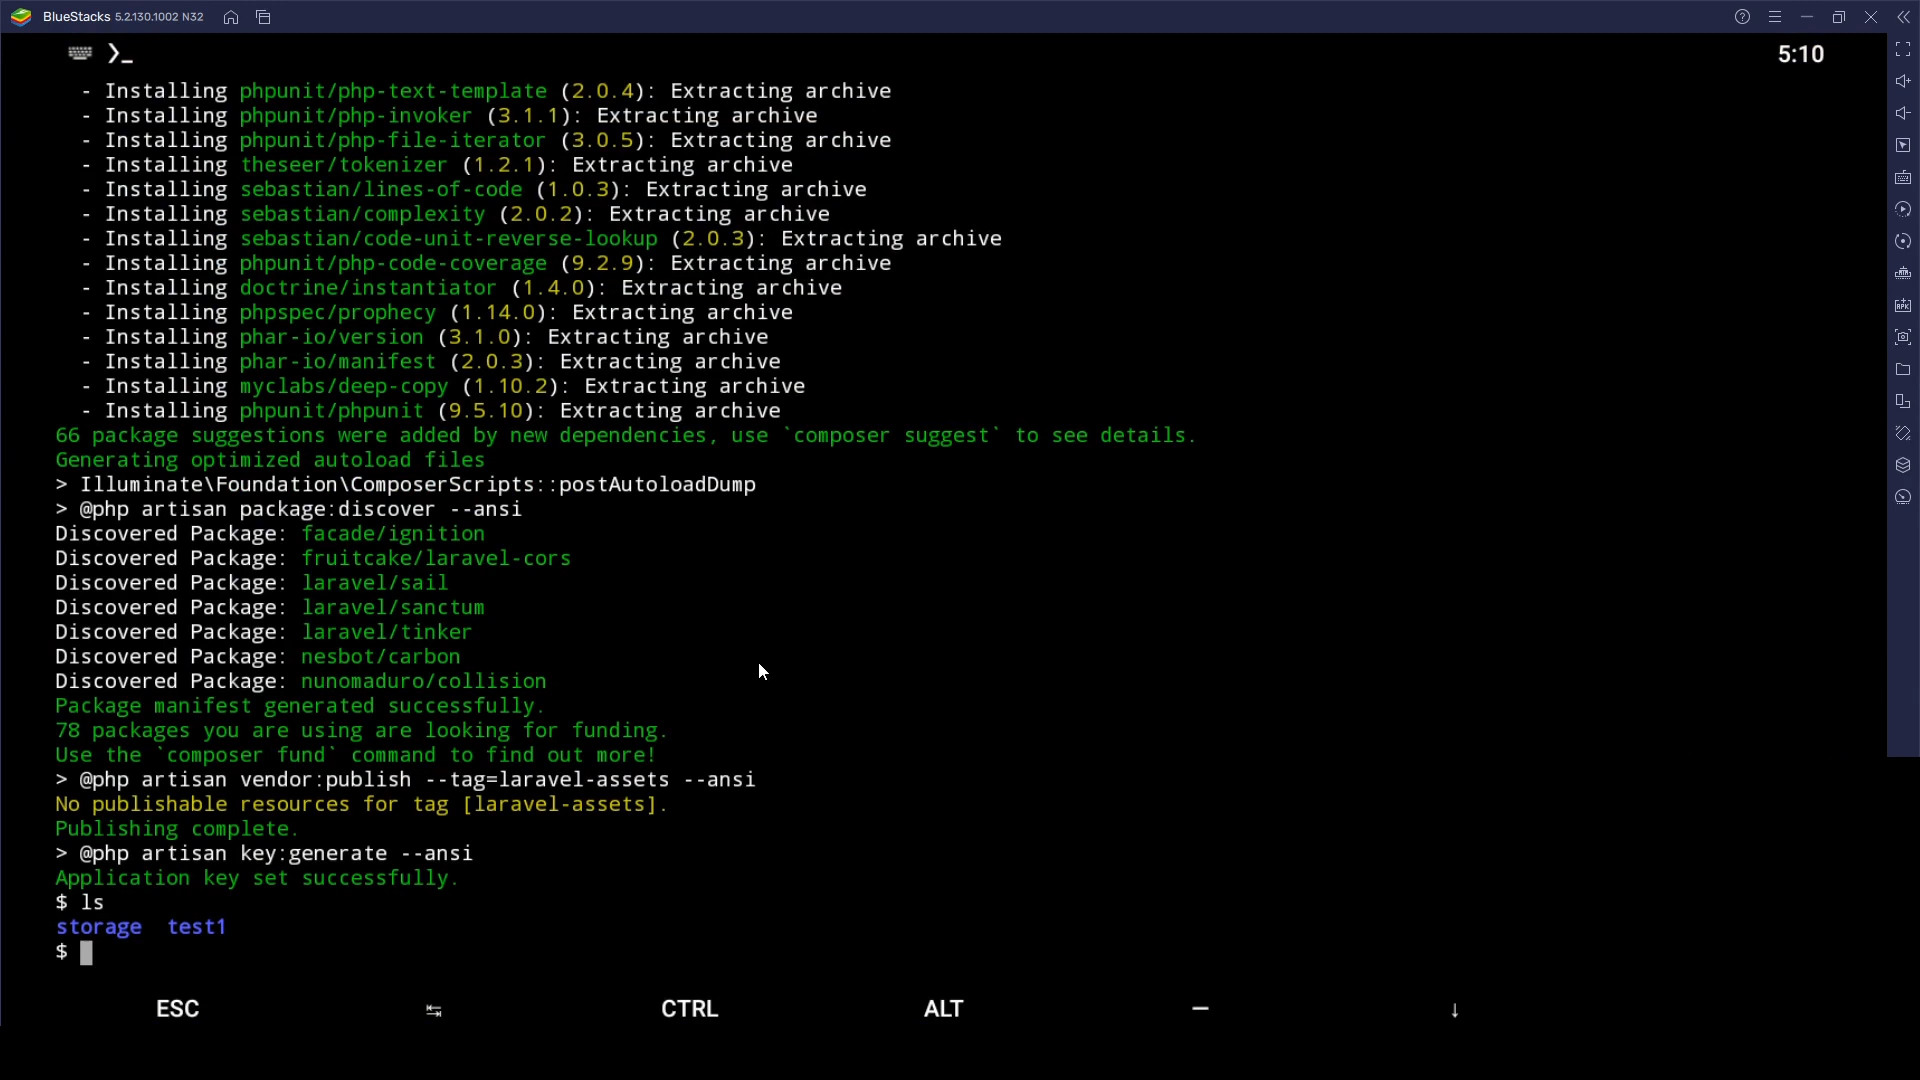 BlueStacks 5.2.130.1002 N32
5:10
- Installing phpunit/php-text-template (2.0.4): Extracting archive
- Installing phpunit/php-invoker (3.1.1): Extracting archive
- Installing phpunit/php-file-iterator (3.0.5): Extracting archive
- Installing theseer/tokenizer (1.2.1): Extracting archive
- Installing sebastian/lines-of-code (1.0.3): Extracting archive
- Installing sebastian/complexity (2.0.2): Extracting archive
- Installing sebastian/code-unit-reverse-lookup (2.0.3): Extracting archive
- Installing phpunit/php-code-coverage (9.2.9): Extracting archive
- Installing doctrine/instantiator (1.4.0): Extracting archive
- Installing phpspec/prophecy (1.14.0): Extracting archive
- Installing phar-io/version (3.1.0): Extracting archive
- Installing phar-io/manifest (2.0.3): Extracting archive
- Installing myclabs/deep-copy (1.10.2): Extracting archive
- Installing phpunit/phpunit (9.5.10): Extracting archive
66 package suggestions were added by new dependencies, use `composer suggest` to see details.
Generating optimized autoload files
> Illuminate\Foundation\ComposerScripts::postAutoloadDump
> @php artisan package:discover --ansi
Discovered Package: facade/ignition
Discovered Package: fruitcake/laravel-cors
Discovered Package: laravel/sail
Discovered Package: laravel/sanctum
Discovered Package: laravel/tinker
Discovered Package: nesbot/carbon
Discovered Package: nunomaduro/collision
Package manifest generated successfully.
78 packages you are using are looking for funding.
Use the `composer fund` command to find out more!
> @php artisan vendor:publish --tag=laravel-assets --ansi
No publishable resources for tag [laravel-assets].
Publishing complete.
> @php artisan key:generate --ansi
Application key set successfully.
$ ls
storage test1
$
ESC CTRL ALT — ↓